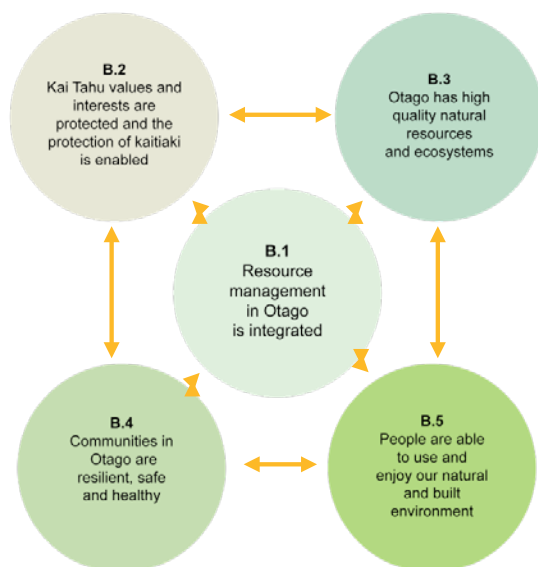 B.2
Kai Tahu values and
interests are
protected and the
protection of kaitiaki
is enabled
B.3
Otago has high
quality natural
resources
and ecosystems
B.1
Resource
management
in Otago
is integrated
B.4
Communities in
Otago are
resilient, safe
and healthy
B.5
People are able
to use and
enjoy our natural
and built
environment